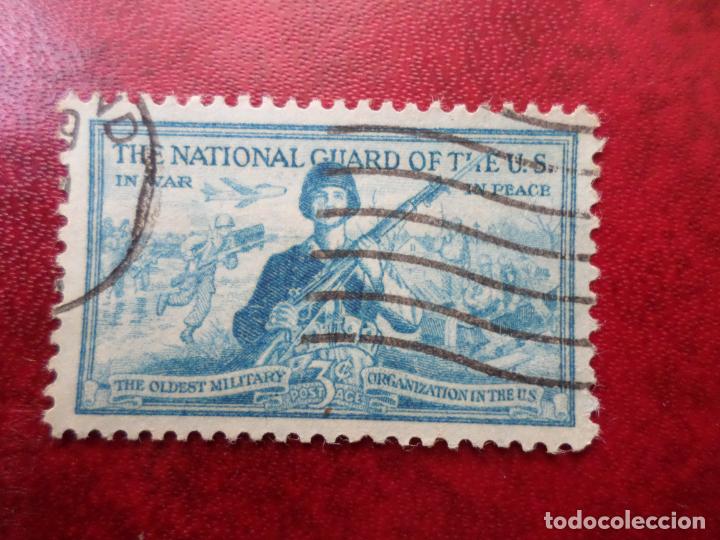 THE NATIONAL GUARD OF THE U.S.
IN WAR
IN PEACE
THE OLDEST MILITARY
ORGANIZATION IN THE U.S.
3¢
POSTAGE
todocoleccion